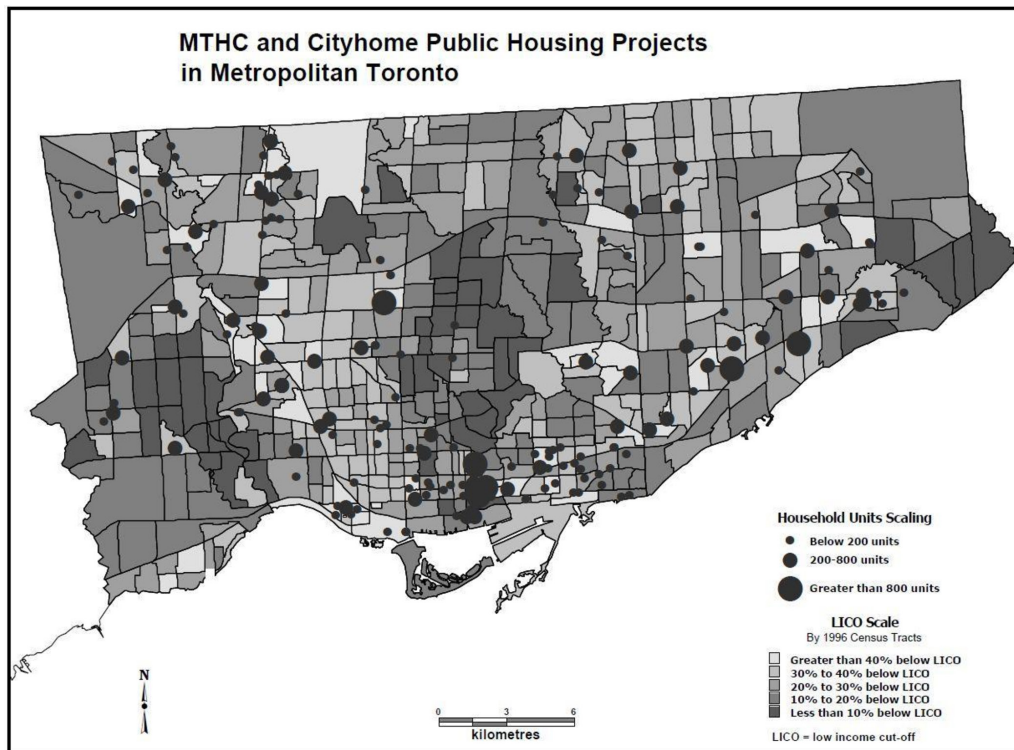 MTHC and Cityhome Public Housing Projects
in Metropolitan Toronto
Household Units Scaling
Below 200 units
200-800 units
Greater than 800 units
LICO Scale
By 1996 Census Tracts
Greater than 40% below LICO
30% to 40% below LICO
20% to 30% below LICO
10% to 20% below LICO
Less than 10% below LICO
LICO = low income cut-off
N
0 3 6
kilometres